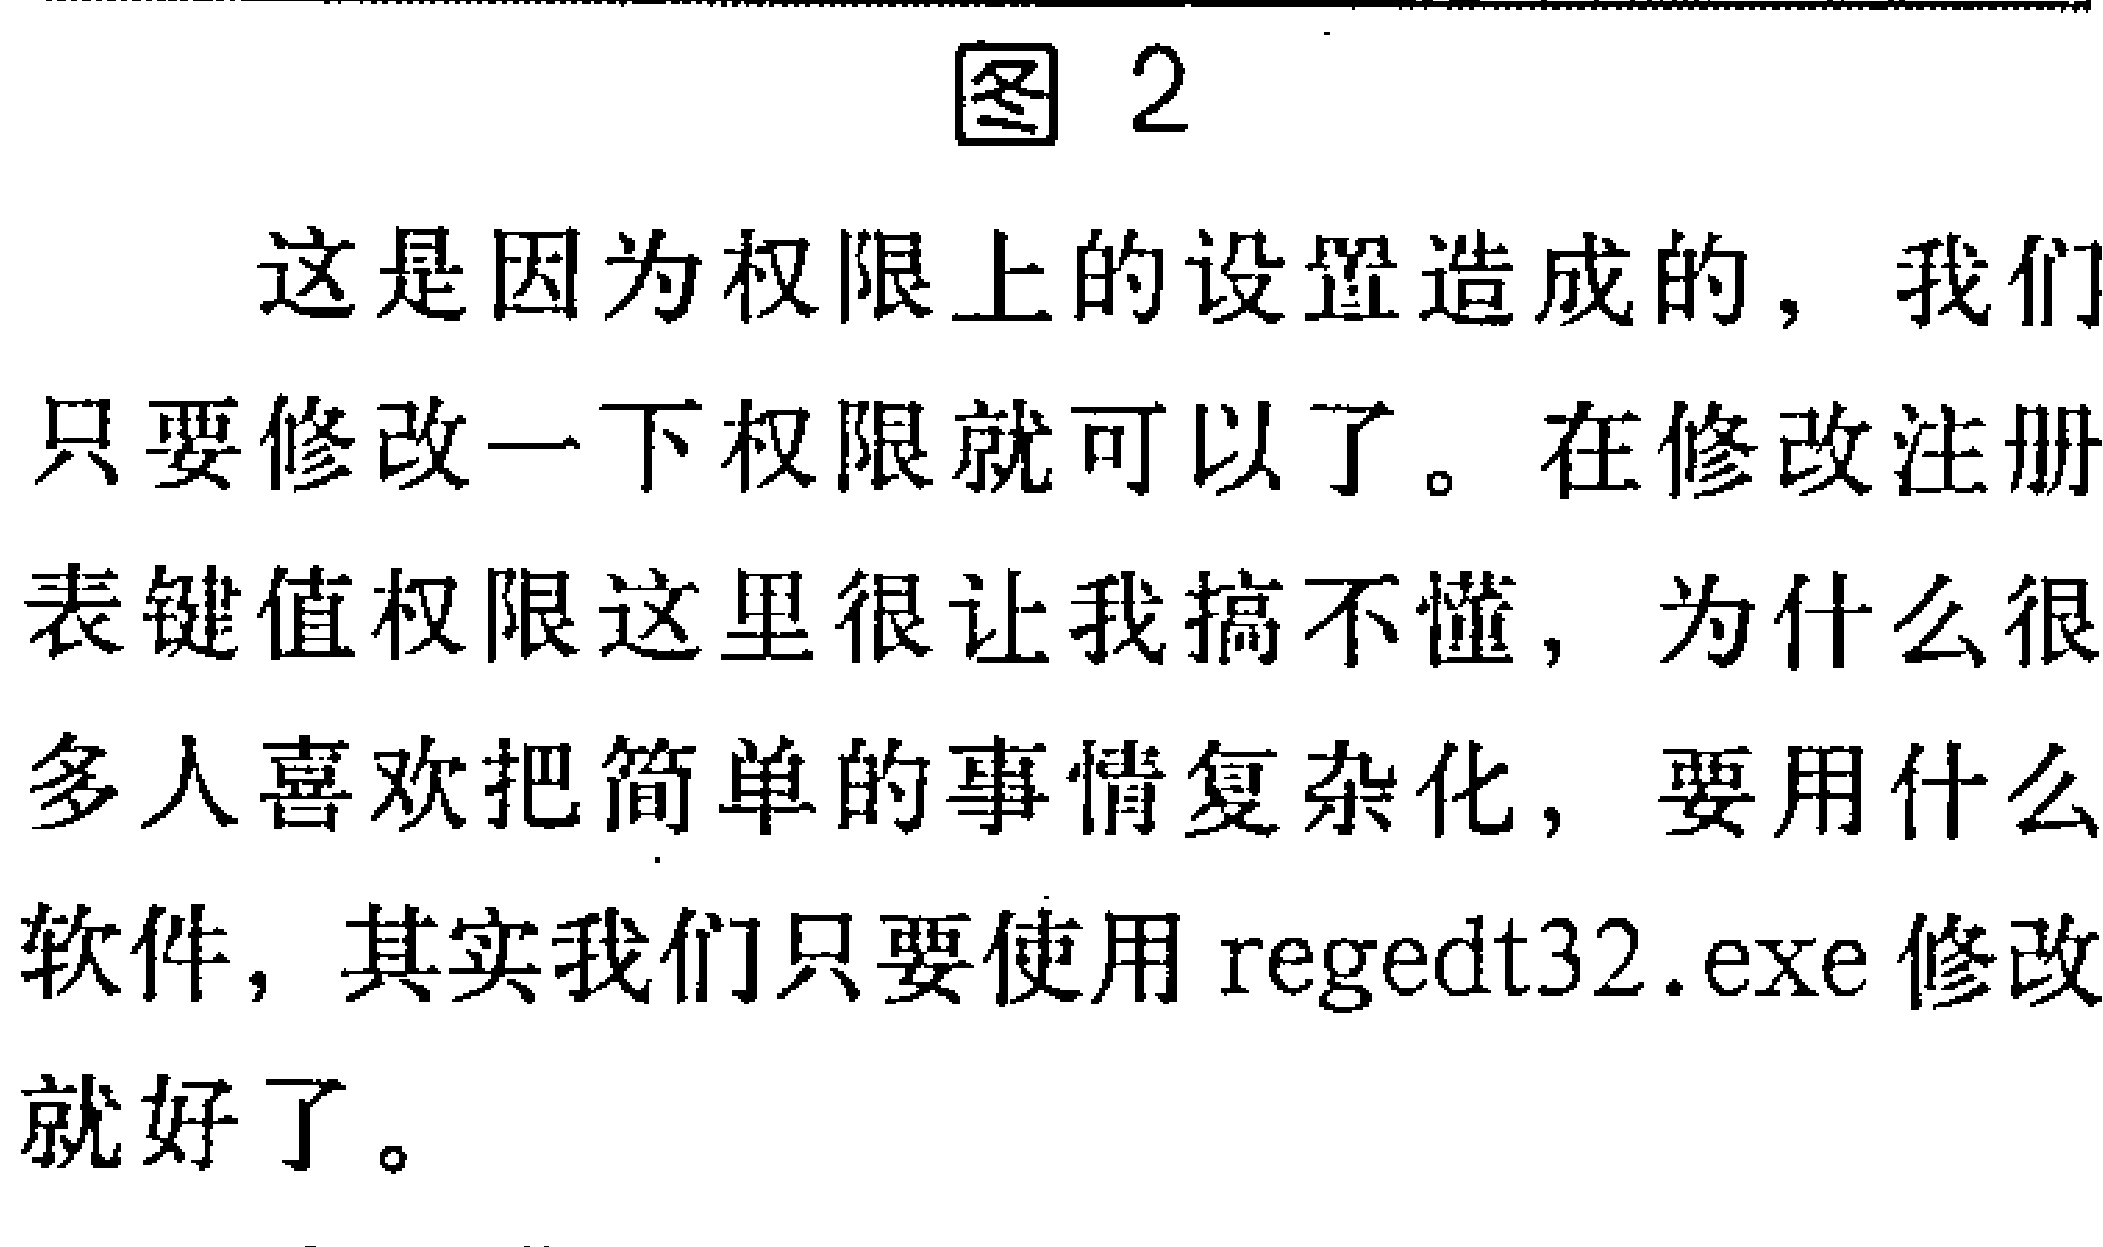 图 2
这是因为权限上的设置造成的，我们
只要修改一下权限就可以了。在修改注册
表键值权限这里很让我搞不懂，为什么很
多人喜欢把简单的事情复杂化，要用什么
软件，其实我们只要使用 regedt32.exe 修改
就好了。